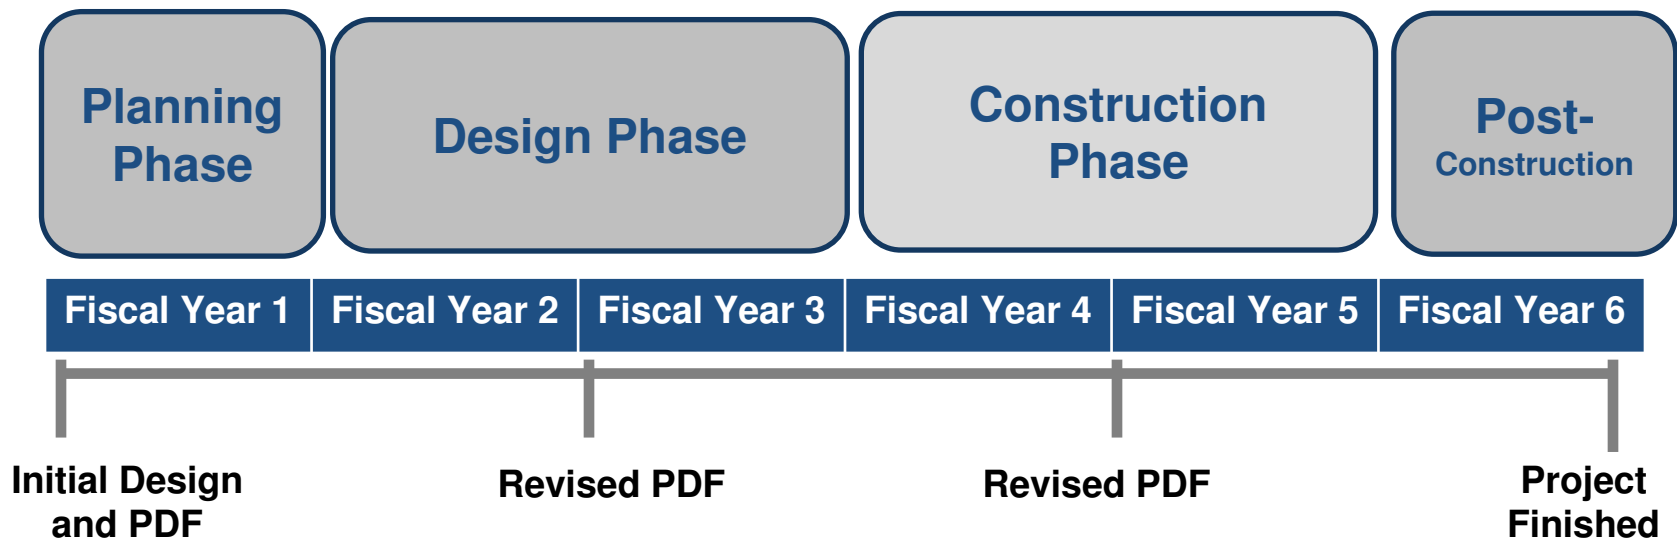 Planning
Phase
Design Phase
Construction
Phase
Post-
Construction
Fiscal Year 1
Fiscal Year 2
Fiscal Year 3
Fiscal Year 4
Fiscal Year 5
Fiscal Year 6
Initial Design
and PDF
Revised PDF
Revised PDF
Project
Finished